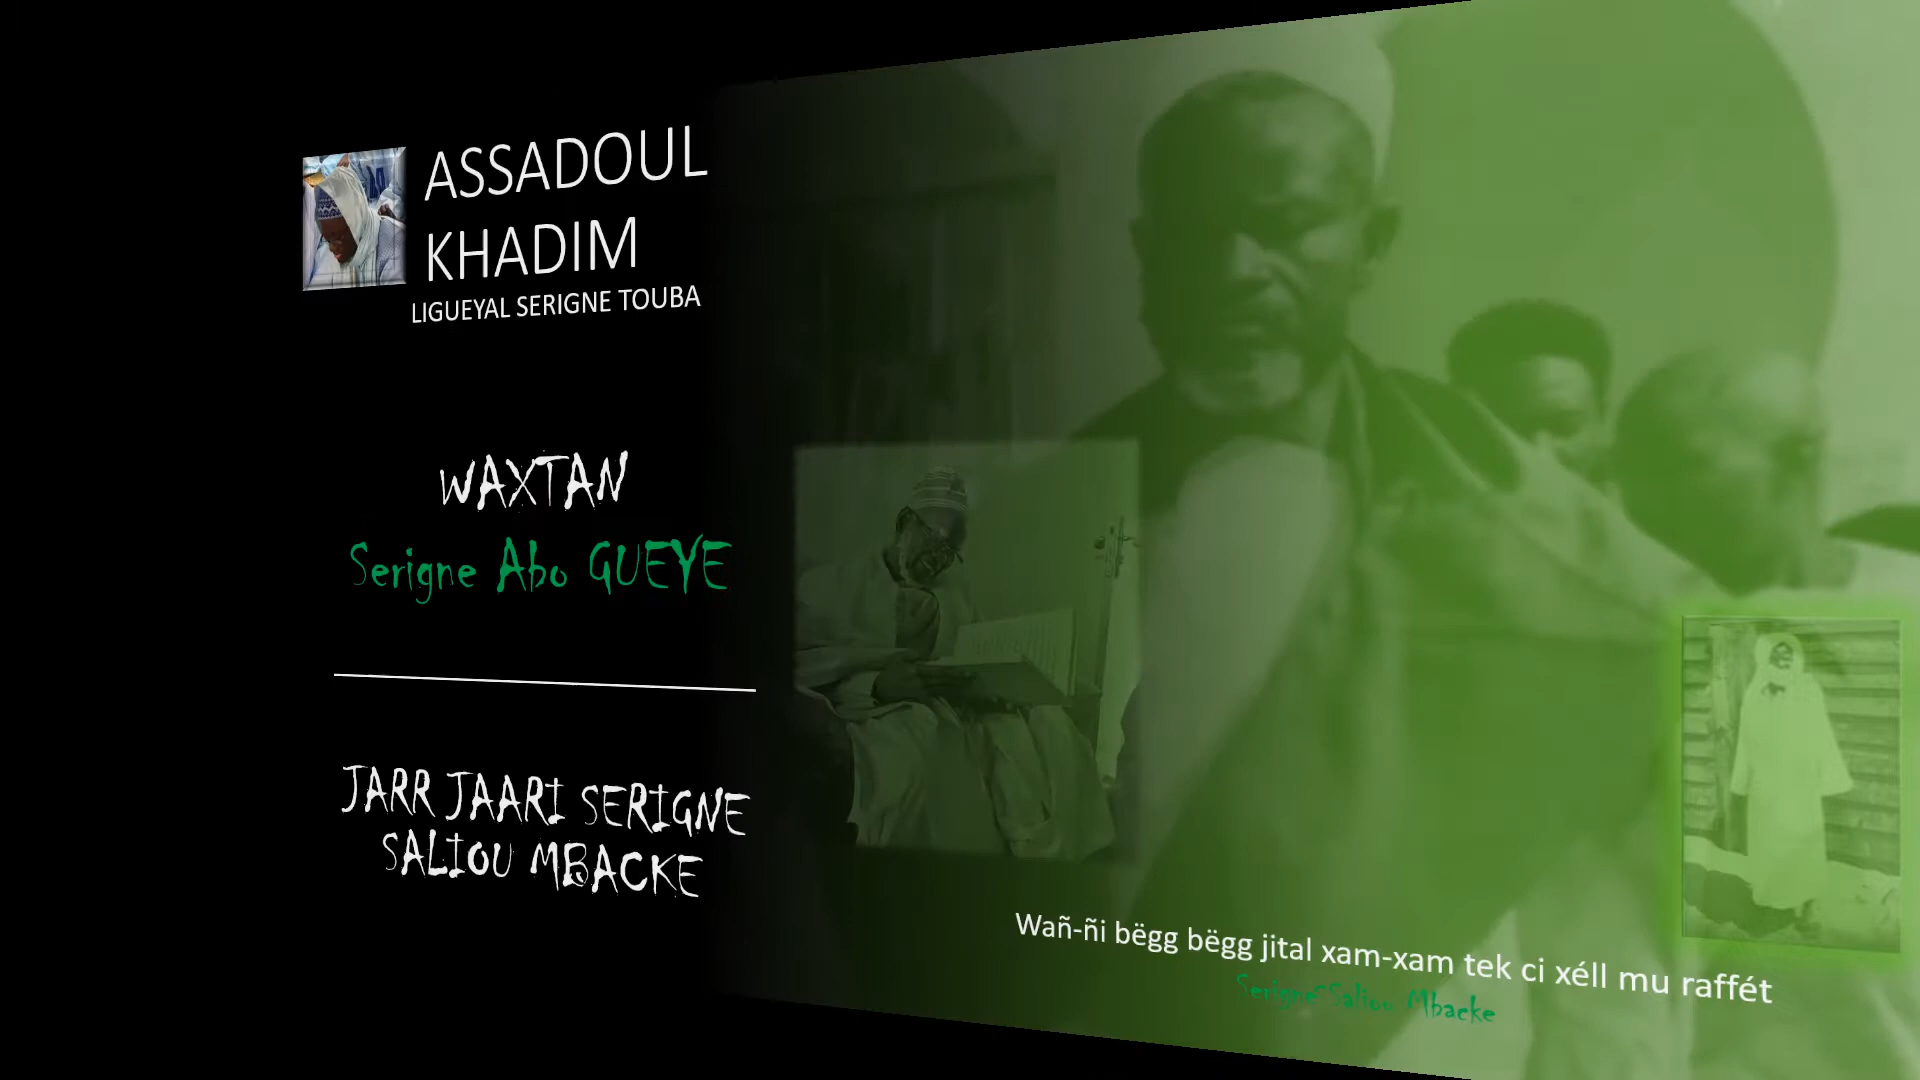 ASSADOUL
KHADIM
LIGUEYAL SERIGNE TOUBA
WAXTAN
Serigne Abo GUEYE
JARR JAARI SERIGNE
SALIOU MBACKE
Wañ-ñi bëgg bëgg jital xam-xam tek ci xéll mu raffét
Serigne Saliou Mbacke